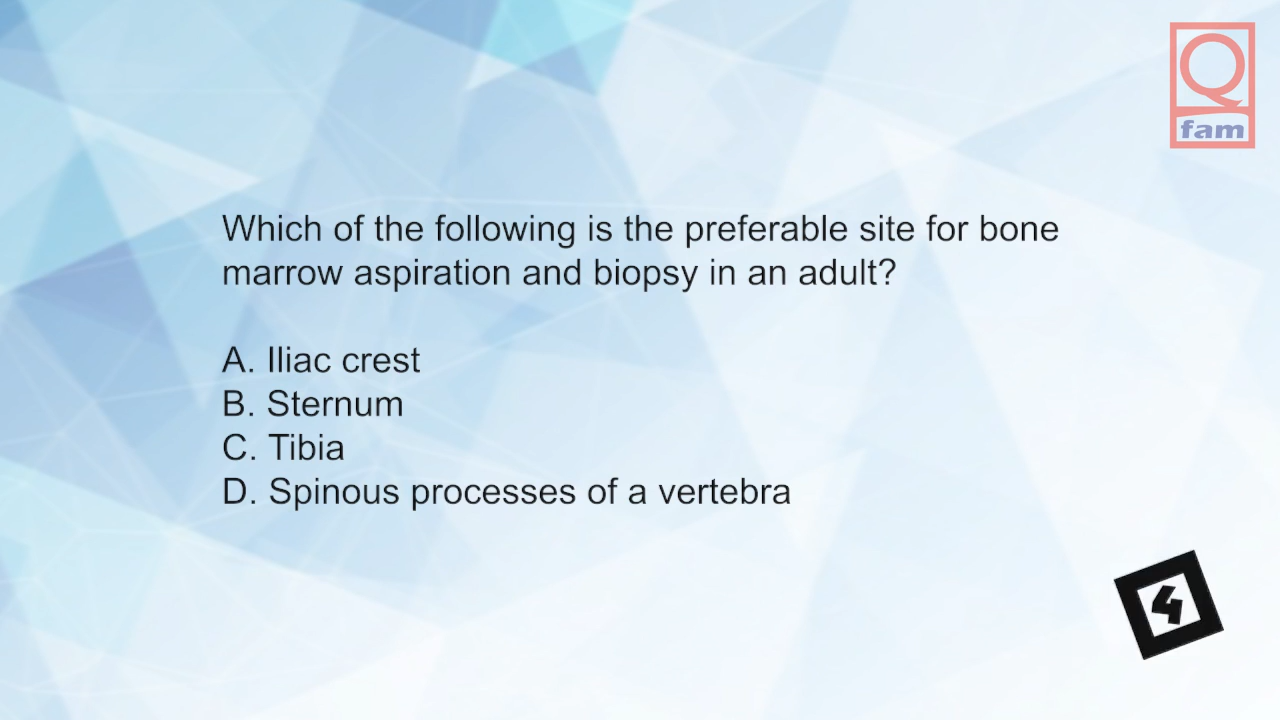 Q
fam
Which of the following is the preferable site for bone
marrow aspiration and biopsy in an adult?
A. Iliac crest
B. Sternum
C. Tibia
D. Spinous processes of a vertebra